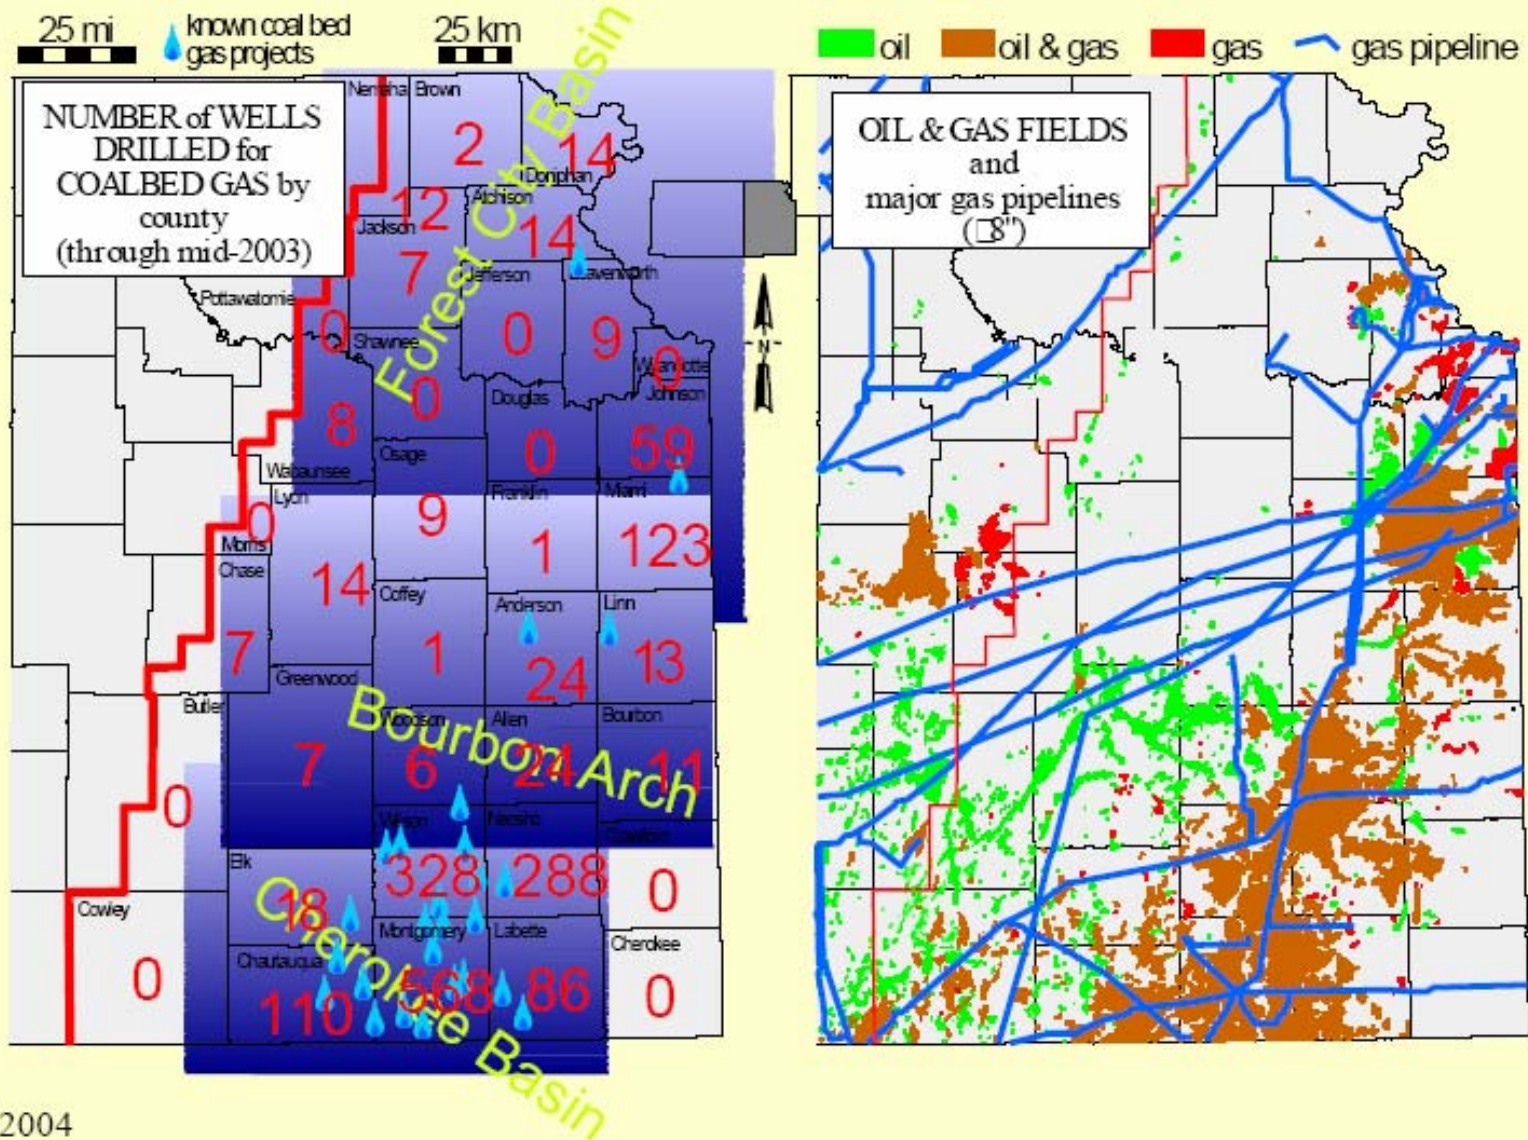 25 mi
known coal bed
gas projects
25 km
oil
oil & gas
gas
gas pipeline
NUMBER of WELLS
DRILLED for
COALBED GAS by
county
(through mid-2003)
OIL & GAS FIELDS
and
major gas pipelines
(□8")
Nemaha
Brown
2
14
Doniphan
Atchison
12
Jackson
14
7
Jefferson
Leavenworth
Pottawatomie
0
Shawnee
0
9
0
Wyandotte
Johnson
0
8
Douglas
0
59
Osage
Wabaunsee
Lyon
Franklin
Miami
0
9
1
123
Morris
Chase
14
Coffey
Anderson
Linn
7
1
24
13
Greenwood
Butler
Woodson
Allen
Bourbon
7
6
24
11
0
Wilson
Neosho
Crawford
Elk
328
288
0
18
Cowley
Montgomery
Labette
Cherokee
Chautauqua
0
110
568
86
0
Forest City Basin
Bourbon Arch
Cherokee Basin
N
2004